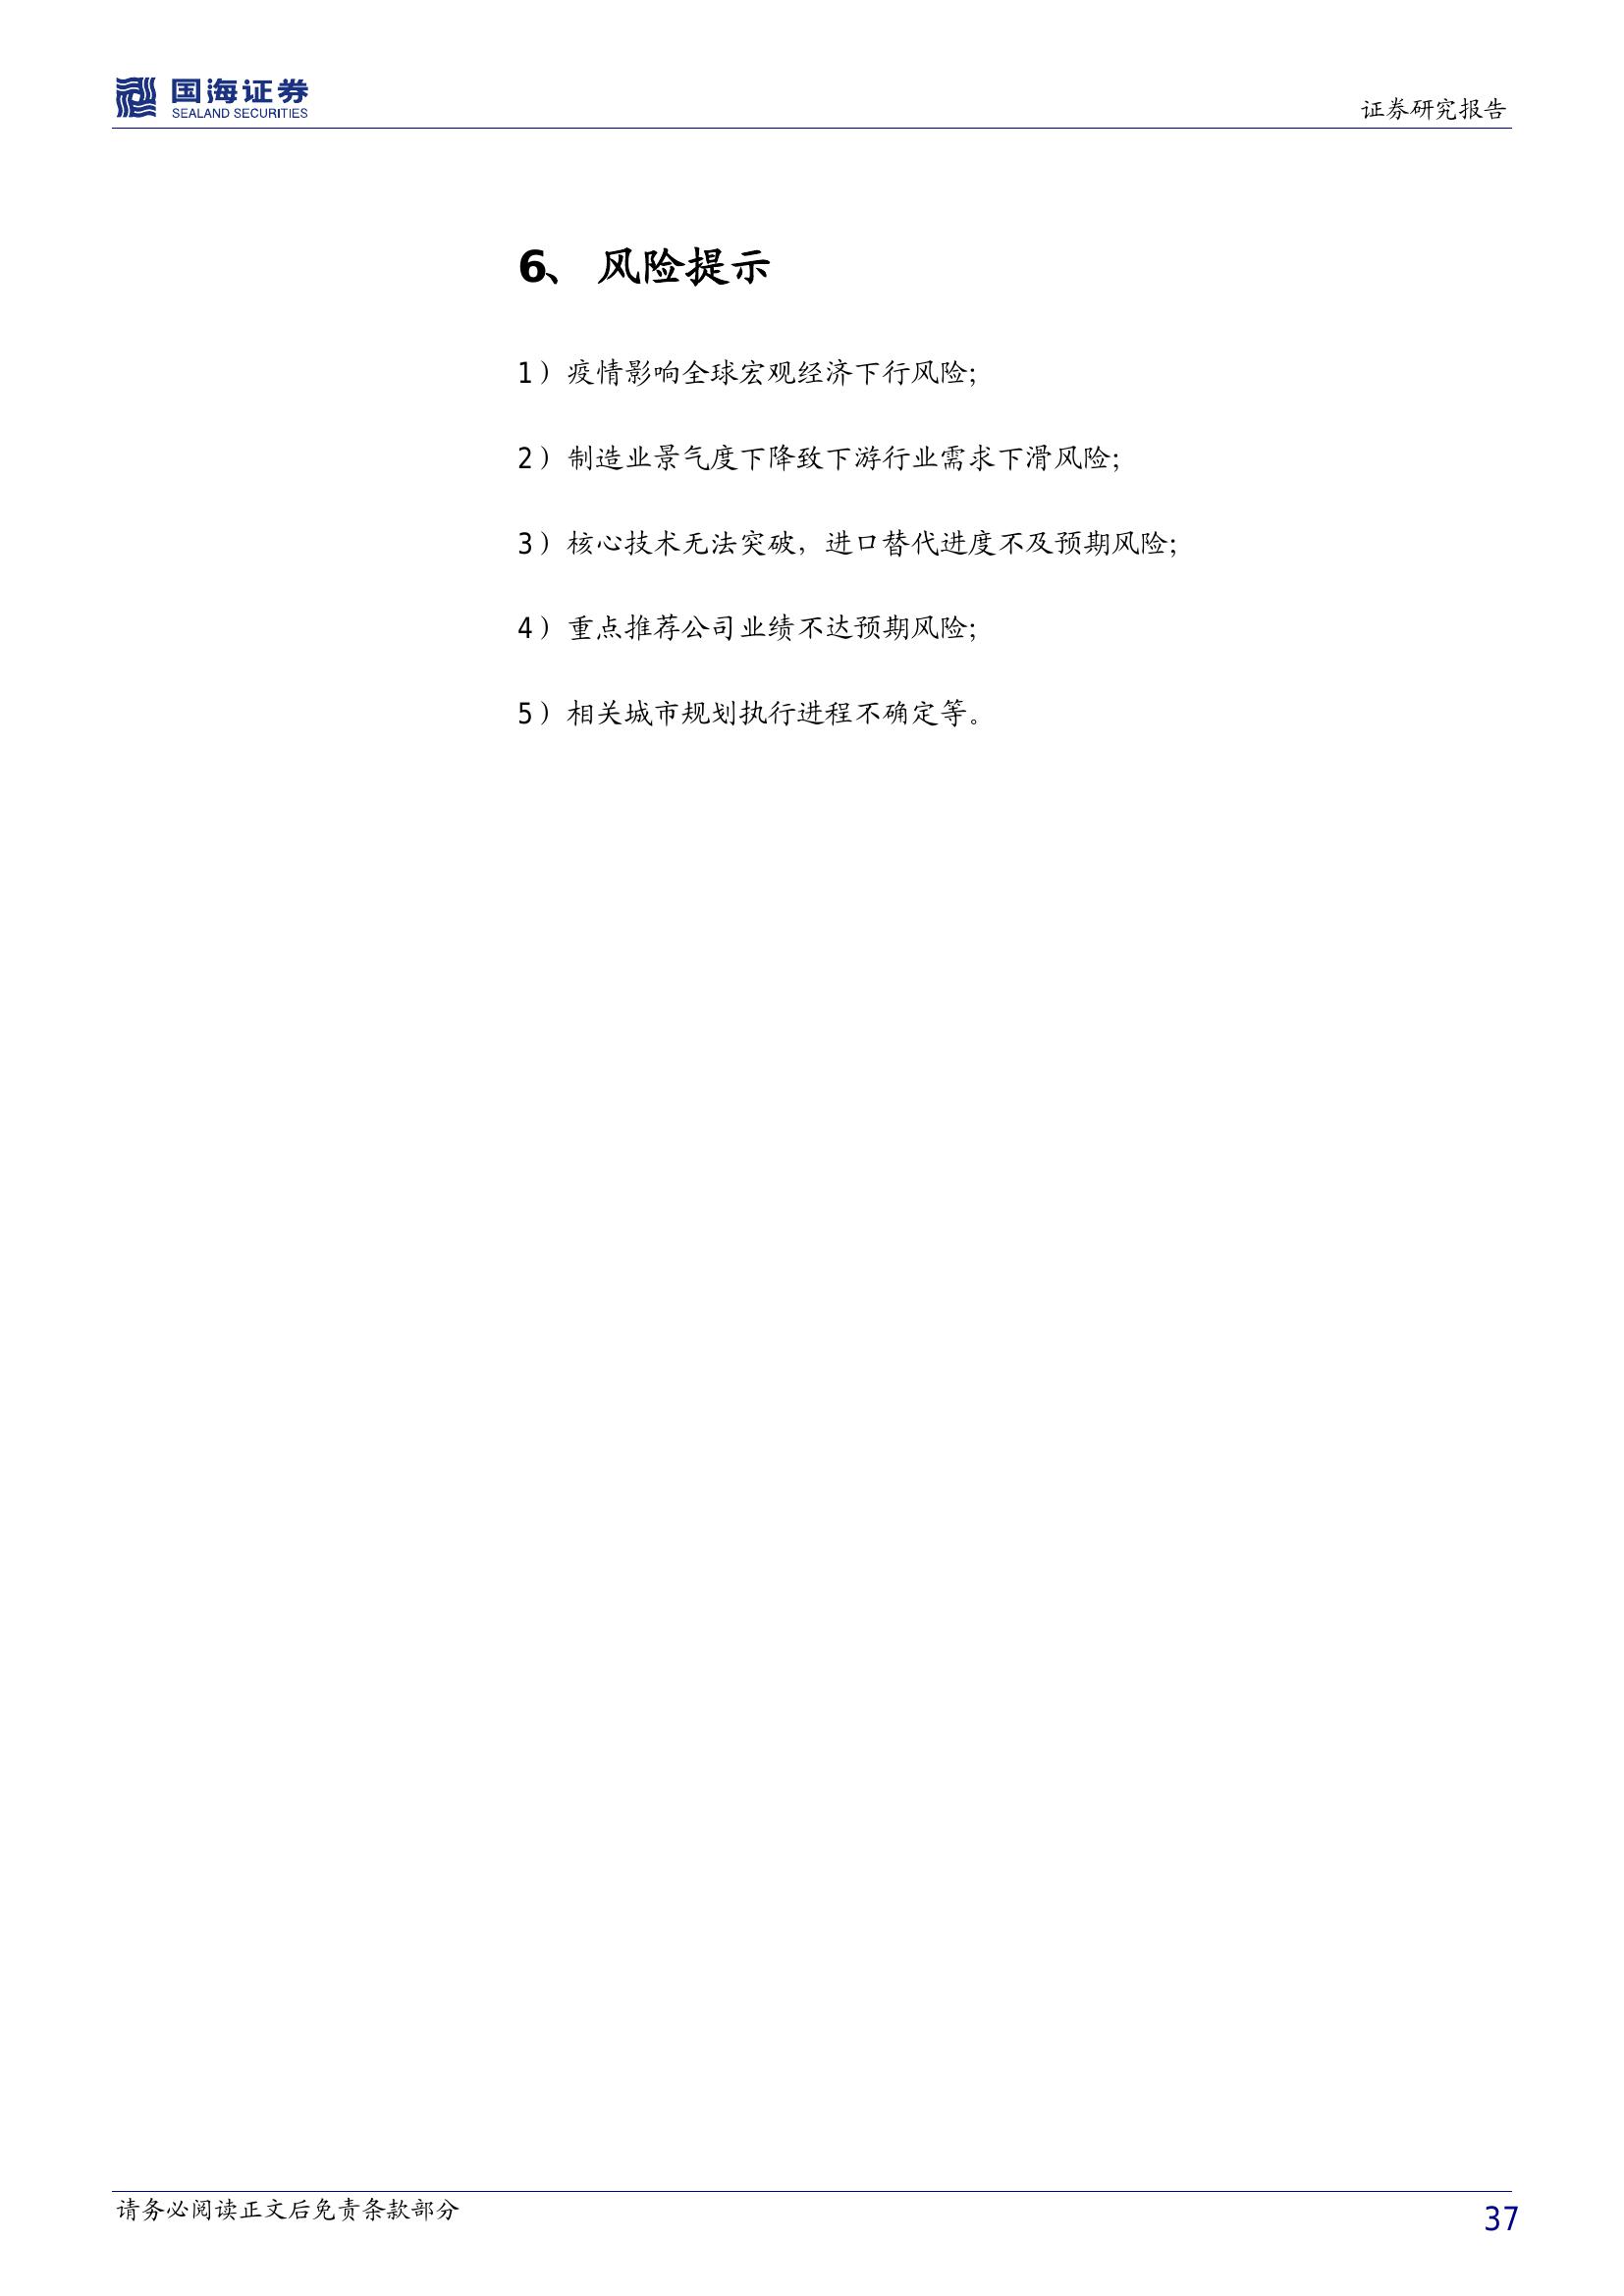 国海证券
SEALAND SECURITIES
证券研究报告
6、 风险提示
1）疫情影响全球宏观经济下行风险；
2）制造业景气度下降致下游行业需求下滑风险；
3）核心技术无法突破，进口替代进度不及预期风险；
4）重点推荐公司业绩不达预期风险；
5）相关城市规划执行进程不确定等。
请务必阅读正文后免责条款部分
37